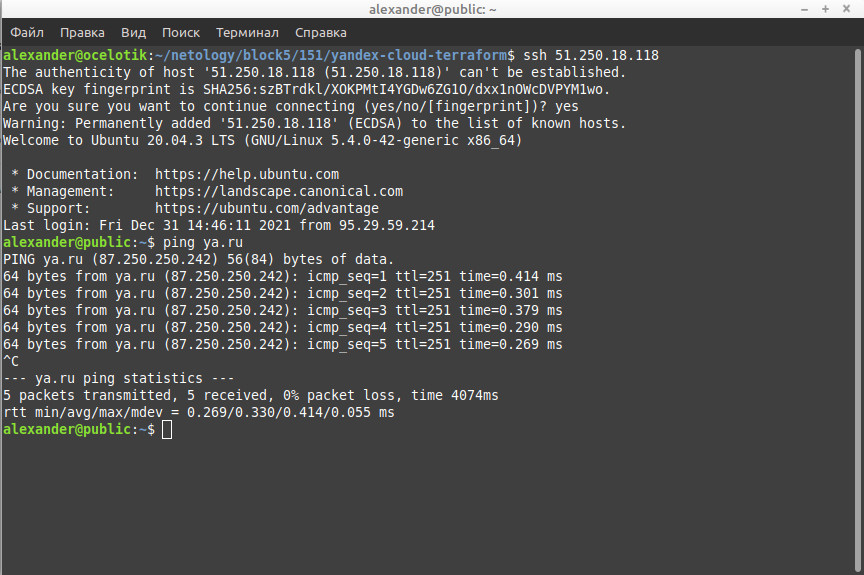 alexander@public: ~
Файл Правка Вид Поиск Терминал Справка
alexander@ocelotik:~/netology/block5/151/yandex-cloud-terraform$ ssh 51.250.18.118
The authenticity of host '51.250.18.118 (51.250.18.118)' can't be established.
ECDSA key fingerprint is SHA256:szBTrdkl/XOKPMtI4YGDw6ZG1O/dxx1nOWcDVPYM1wo.
Are you sure you want to continue connecting (yes/no/[fingerprint])? yes
Warning: Permanently added '51.250.18.118' (ECDSA) to the list of known hosts.
Welcome to Ubuntu 20.04.3 LTS (GNU/Linux 5.4.0-42-generic x86_64)
* Documentation:  https://help.ubuntu.com
* Management:     https://landscape.canonical.com
* Support:        https://ubuntu.com/advantage
Last login: Fri Dec 31 14:46:11 2021 from 95.29.59.214
alexander@public:~$ ping ya.ru
PING ya.ru (87.250.250.242) 56(84) bytes of data.
64 bytes from ya.ru (87.250.250.242): icmp_seq=1 ttl=251 time=0.414 ms
64 bytes from ya.ru (87.250.250.242): icmp_seq=2 ttl=251 time=0.301 ms
64 bytes from ya.ru (87.250.250.242): icmp_seq=3 ttl=251 time=0.379 ms
64 bytes from ya.ru (87.250.250.242): icmp_seq=4 ttl=251 time=0.290 ms
64 bytes from ya.ru (87.250.250.242): icmp_seq=5 ttl=251 time=0.269 ms
^C
--- ya.ru ping statistics ---
5 packets transmitted, 5 received, 0% packet loss, time 4074ms
rtt min/avg/max/mdev = 0.269/0.330/0.414/0.055 ms
alexander@public:~$